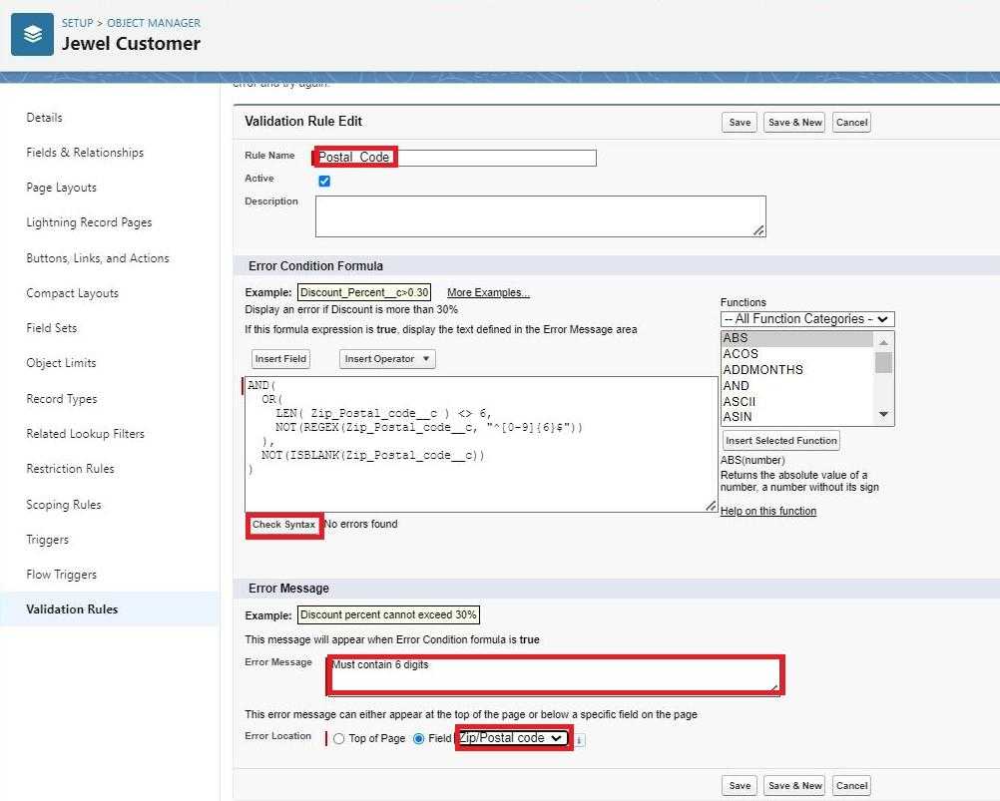 SETUP > OBJECT MANAGER
Jewel Customer
error and try again.
Details
Fields & Relationships
Page Layouts
Lightning Record Pages
Buttons, Links, and Actions
Compact Layouts
Field Sets
Object Limits
Record Types
Related Lookup Filters
Restriction Rules
Scoping Rules
Triggers
Flow Triggers
Validation Rules
Validation Rule Edit
Save Save & New Cancel
Rule Name Postal_Code
Active
Description
Error Condition Formula
Example: Discount_Percent__c>0.30 More Examples...
Display an error if Discount is more than 30%
If this formula expression is true, display the text defined in the Error Message area
Insert Field Insert Operator
AND(
OR(
LEN( Zip_Postal_code__c ) <> 6,
NOT(REGEX(Zip_Postal_code__c, "^[0-9]{6}$"))
),
NOT(ISBLANK(Zip_Postal_code__c))
)
Functions
-- All Function Categories --
ABS
ACOS
ADDMONTHS
AND
ASCII
ASIN
Insert Selected Function
ABS(number)
Returns the absolute value of a
number, a number without its sign
Help on this function
Check Syntax No errors found
Error Message
Example: Discount percent cannot exceed 30%
This message will appear when Error Condition formula is true
Error Message Must contain 6 digits
This error message can either appear at the top of the page or below a specific field on the page
Error Location Top of Page Field Zip/Postal code i
Save Save & New Cancel